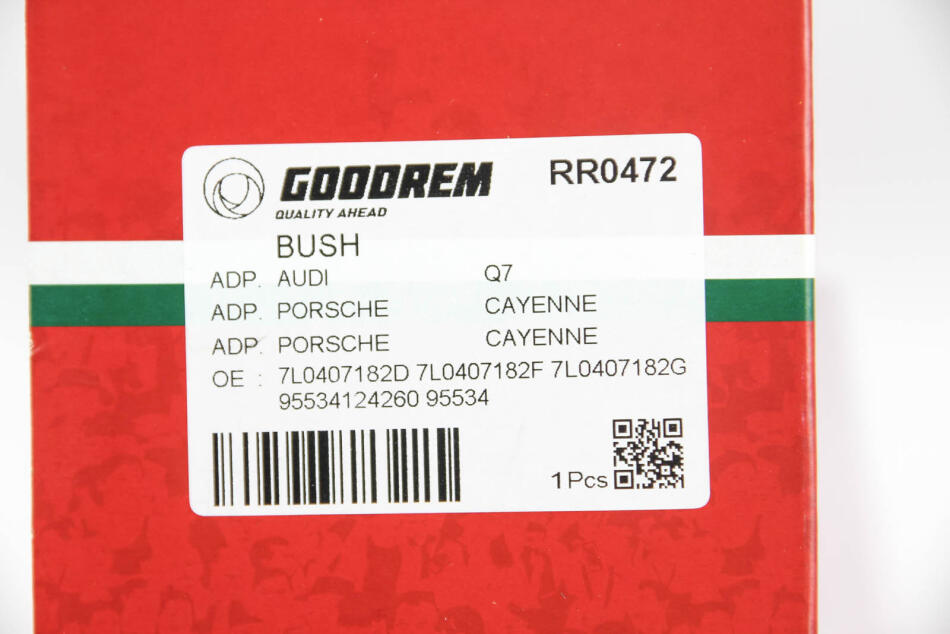 GOODREM RR0472
QUALITY AHEAD
BUSH
ADP. AUDI Q7
ADP. PORSCHE CAYENNE
ADP. PORSCHE CAYENNE
OE : 7L0407182D 7L0407182F 7L0407182G
95534124260 95534
1 Pcs